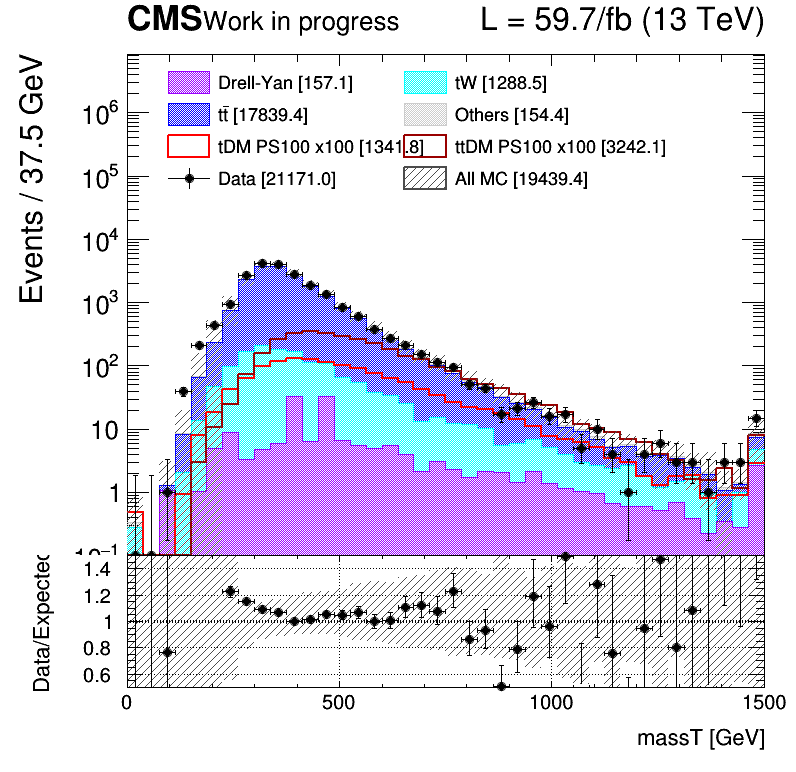 CMS Work in progress L = 59.7/fb (13 TeV)
Events / 37.5 GeV
Drell-Yan [157.1] tW [1288.5]
tt̄ [17839.4] Others [154.4]
tDM PS100 x100 [1341.8] ttDM PS100 x100 [3242.1]
Data [21171.0] All MC [19439.4]
10⁶
10⁵
10⁴
10³
10²
10
1
10⁻¹
Data/Expected
1.4
1.2
1
0.8
0.6
0 500 1000 1500
massT [GeV]